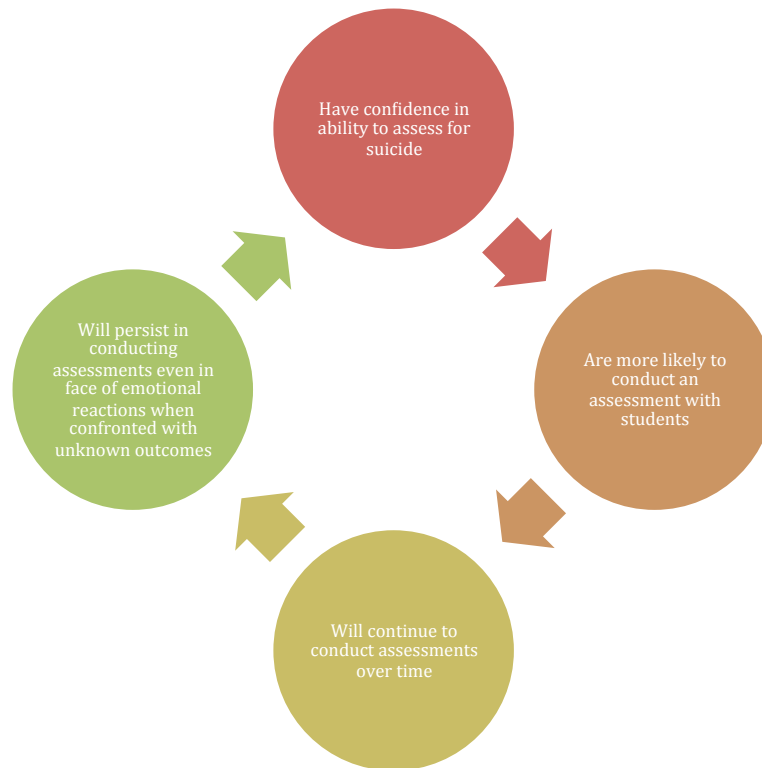 Have confidence in
ability to assess for
suicide
Are more likely to
conduct an
assessment with
students
Will continue to
conduct assessments
over time
Will persist in
conducting
assessments even in
face of emotional
reactions when
confronted with
unknown outcomes